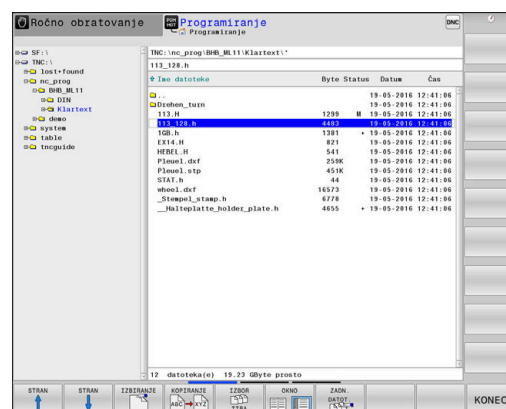 Ročno obratovanje
PGM MGT Programiranje
Programiranje
DNC
SF:\
TNC:\
lost+found
nc_prog
BHB_ML11
DIN
Klartext
demo
system
table
tncguide
TNC:\nc_prog\BHB_ML11\Klartext\*
113_128.h
Ime datoteke Byte Status Datum Čas
.. 19-05-2016 12:41:06
Drehen_turn 19-05-2016 12:41:06
113.H 1299 M 19-05-2016 12:41:06
113_128.h 4483 19-05-2016 12:41:06
1GB.h 1381 + 19-05-2016 12:41:06
EX14.H 821 19-05-2016 12:41:06
HEBEL.H 541 19-05-2016 12:41:06
Pleuel.dxf 259K 19-05-2016 12:41:06
Pleuel.stp 451K 19-05-2016 12:41:06
STAT.h 44 19-05-2016 12:41:06
wheel.dxf 16573 19-05-2016 12:41:06
_Stempel_stamp.h 6778 19-05-2016 12:41:06
__Halteplatte_holder_plate.h 4655 + 19-05-2016 12:41:06
12 datoteka(e) 19.23 GByte prosto
STRAN STRAN IZBIRANJE KOPIRANJE IZBOR OKNO ZADN. DATOT. KONEC
ABC XYZ